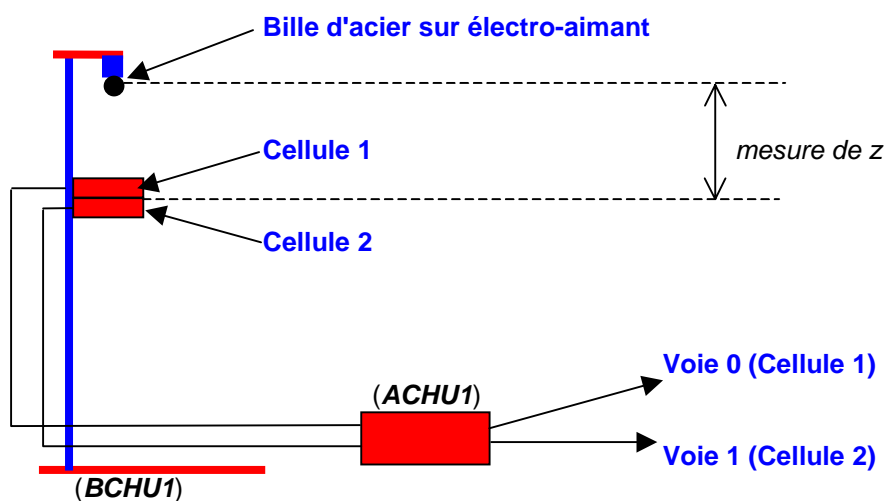 Bille d'acier sur électro-aimant
mesure de z
Cellule 1
Cellule 2
Voie 0 (Cellule 1)
(ACHU1)
Voie 1 (Cellule 2)
(BCHU1)